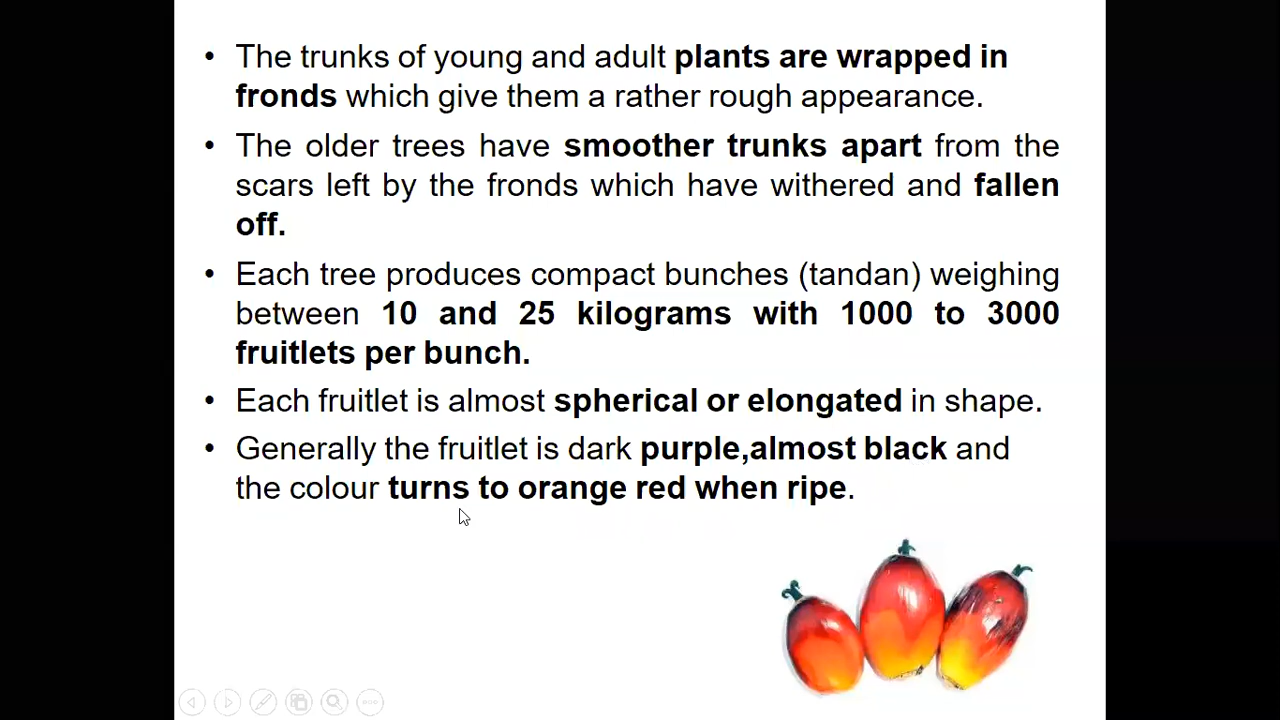 • The trunks of young and adult plants are wrapped in
fronds which give them a rather rough appearance.
• The older trees have smoother trunks apart from the
scars left by the fronds which have withered and fallen
off.
• Each tree produces compact bunches (tandan) weighing
between 10 and 25 kilograms with 1000 to 3000
fruitlets per bunch.
• Each fruitlet is almost spherical or elongated in shape.
• Generally the fruitlet is dark purple,almost black and
the colour turns to orange red when ripe.